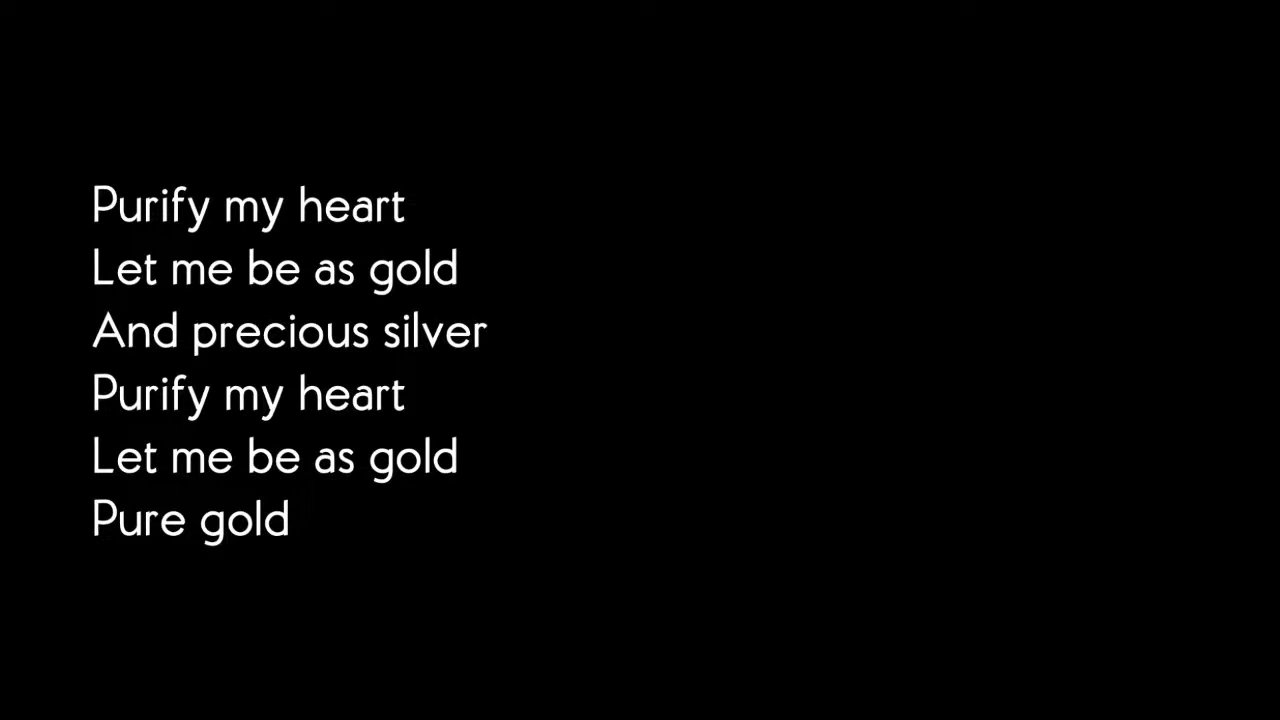 Purify my heart
Let me be as gold
And precious silver
Purify my heart
Let me be as gold
Pure gold